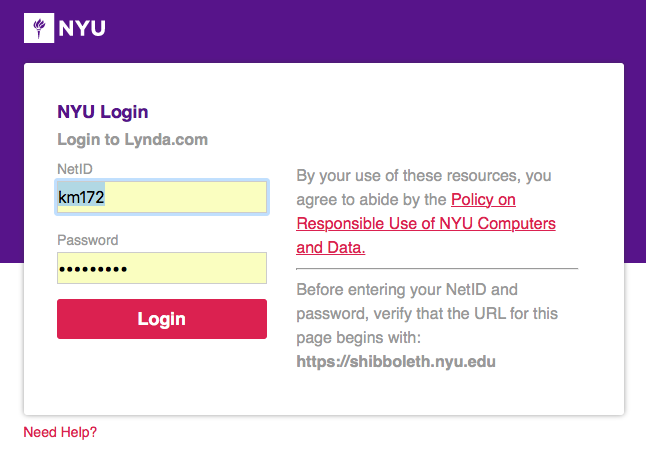 NYU
NYU Login
Login to Lynda.com
NetID
km172
Password
•••••••••
Login
By your use of these resources, you
agree to abide by the Policy on
Responsible Use of NYU Computers
and Data.
Before entering your NetID and
password, verify that the URL for this
page begins with:
https://shibboleth.nyu.edu
Need Help?